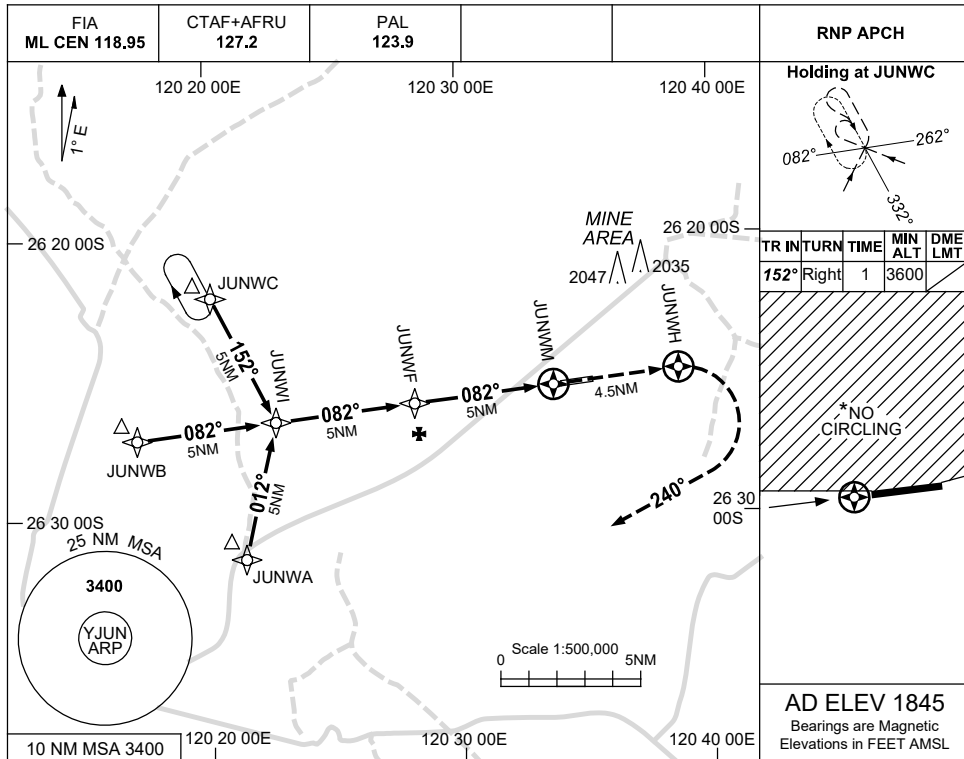 FIA
ML CEN 118.95
CTAF+AFRU
127.2
PAL
123.9
RNP APCH
120 20 00E
120 30 00E
120 40 00E
1° E
Holding at JUNWC
082°
262°
332°
TR IN
TURN
TIME
MIN
ALT
DME
LMT
152°
Right
1
3600
26 20 00S
26 20 00S
MINE
AREA
2047
2035
JUNWC
152°
5NM
JUNWI
JUNWF
JUNWM
JUNWH
082°
5NM
JUNWB
082°
5NM
082°
5NM
4.5NM
012°
5NM
JUNWA
240°
26 30
00S
26 30 00S
*NO
CIRCLING
25 NM MSA
3400
YJUN
ARP
Scale 1:500,000
0
5NM
10 NM MSA 3400
120 20 00E
120 30 00E
120 40 00E
AD ELEV 1845
Bearings are Magnetic
Elevations in FEET AMSL